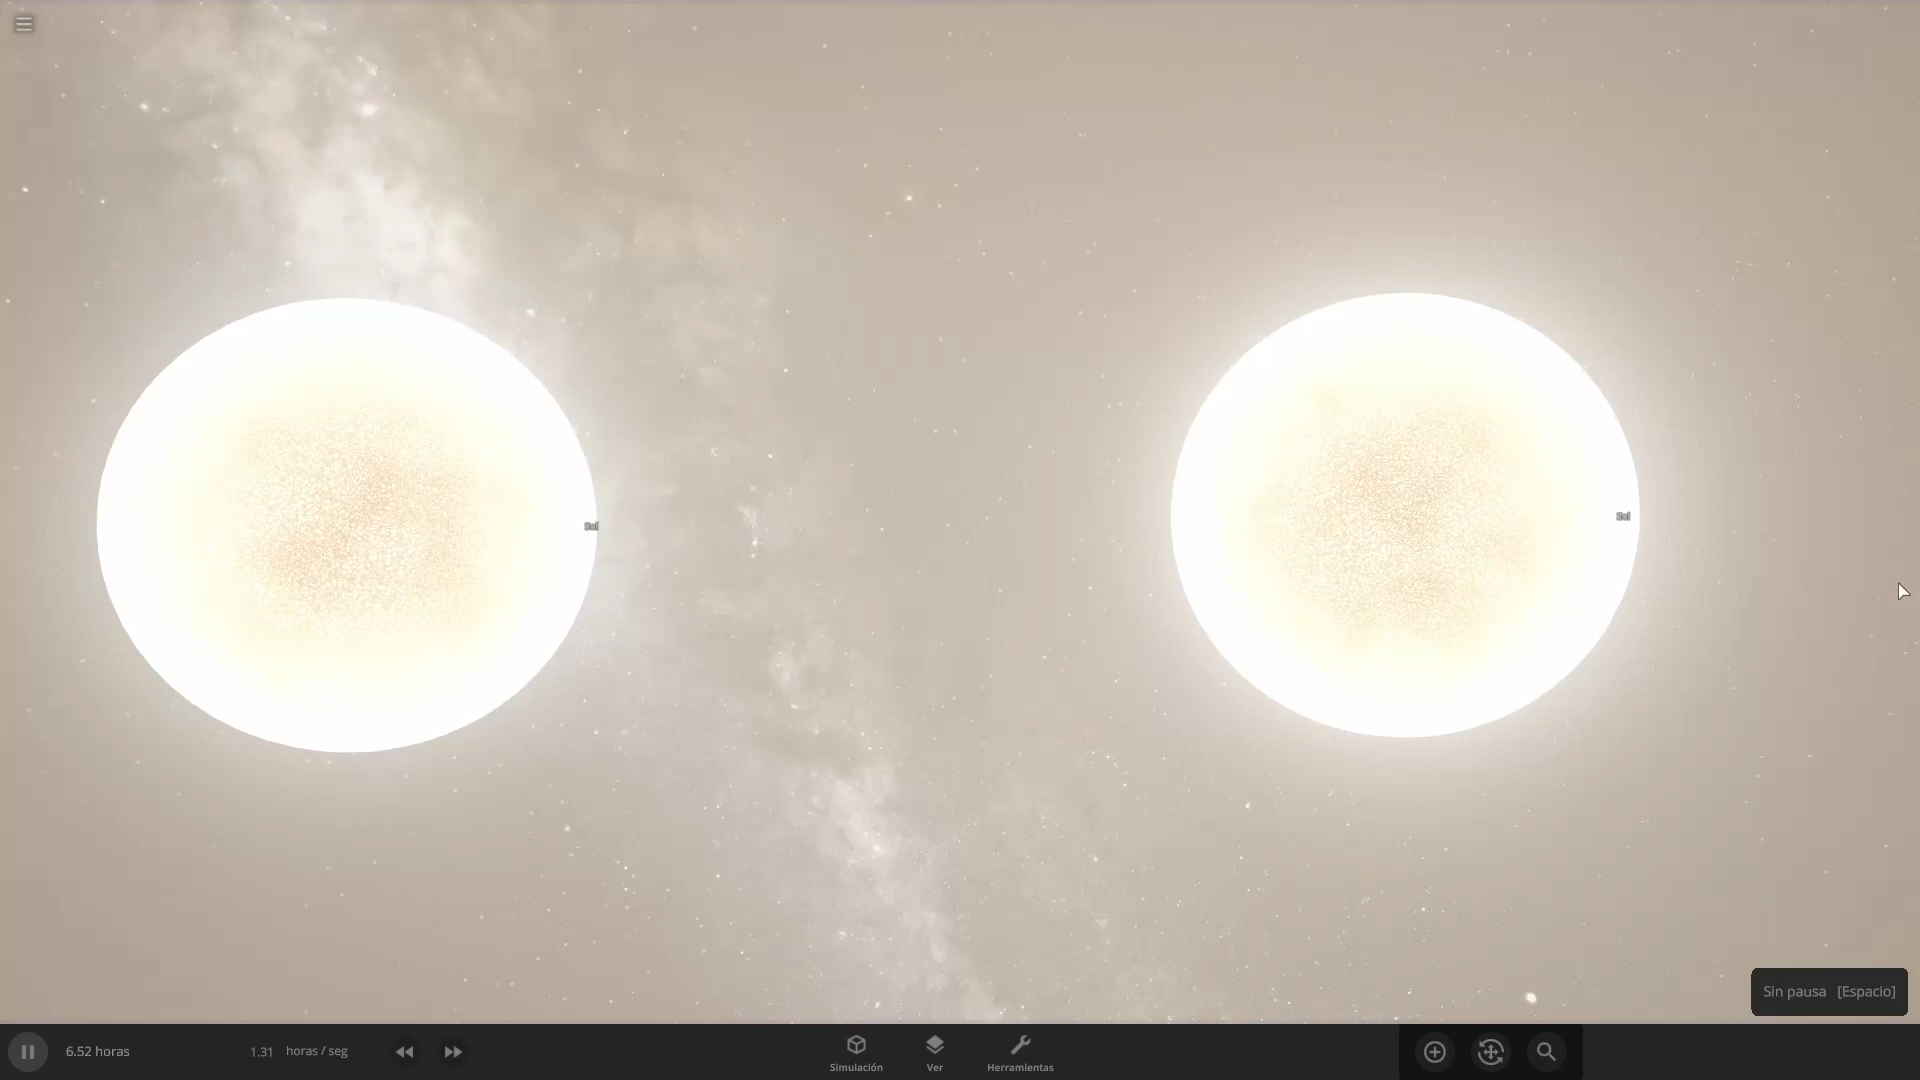 Sol
Sol
Sin pausa [Espacio]
6.52 horas
1.31 horas / seg
Simulación
Ver
Herramientas